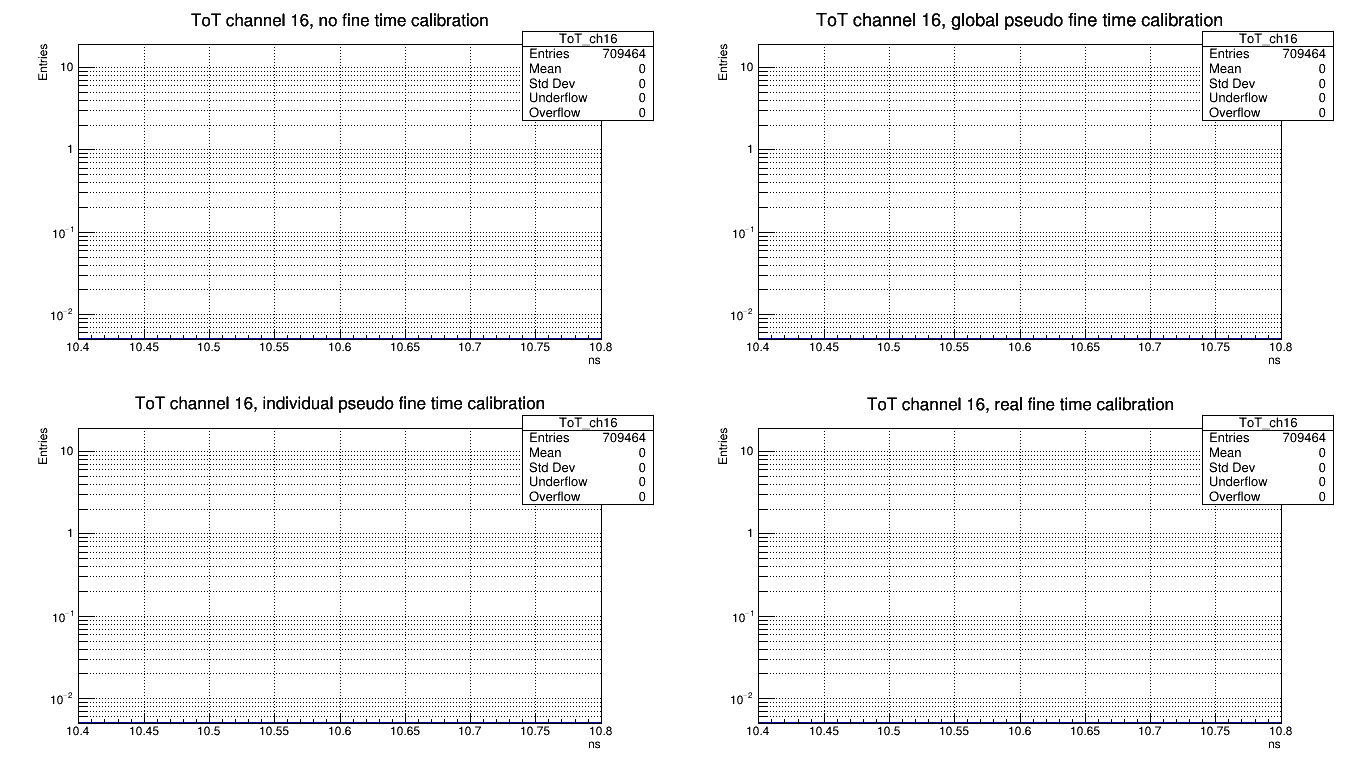 ToT channel 16, no fine time calibration
Entries
ToT_ch16
Entries 709464
Mean 0
Std Dev 0
Underflow 0
Overflow 0
10
1
10⁻¹
10⁻²
10.4 10.45 10.5 10.55 10.6 10.65 10.7 10.75 10.8
ns
ToT channel 16, global pseudo fine time calibration
Entries
ToT_ch16
Entries 709464
Mean 0
Std Dev 0
Underflow 0
Overflow 0
10
1
10⁻¹
10⁻²
10.4 10.45 10.5 10.55 10.6 10.65 10.7 10.75 10.8
ns
ToT channel 16, individual pseudo fine time calibration
Entries
ToT_ch16
Entries 709464
Mean 0
Std Dev 0
Underflow 0
Overflow 0
10
1
10⁻¹
10⁻²
10.4 10.45 10.5 10.55 10.6 10.65 10.7 10.75 10.8
ns
ToT channel 16, real fine time calibration
Entries
ToT_ch16
Entries 709464
Mean 0
Std Dev 0
Underflow 0
Overflow 0
10
1
10⁻¹
10⁻²
10.4 10.45 10.5 10.55 10.6 10.65 10.7 10.75 10.8
ns